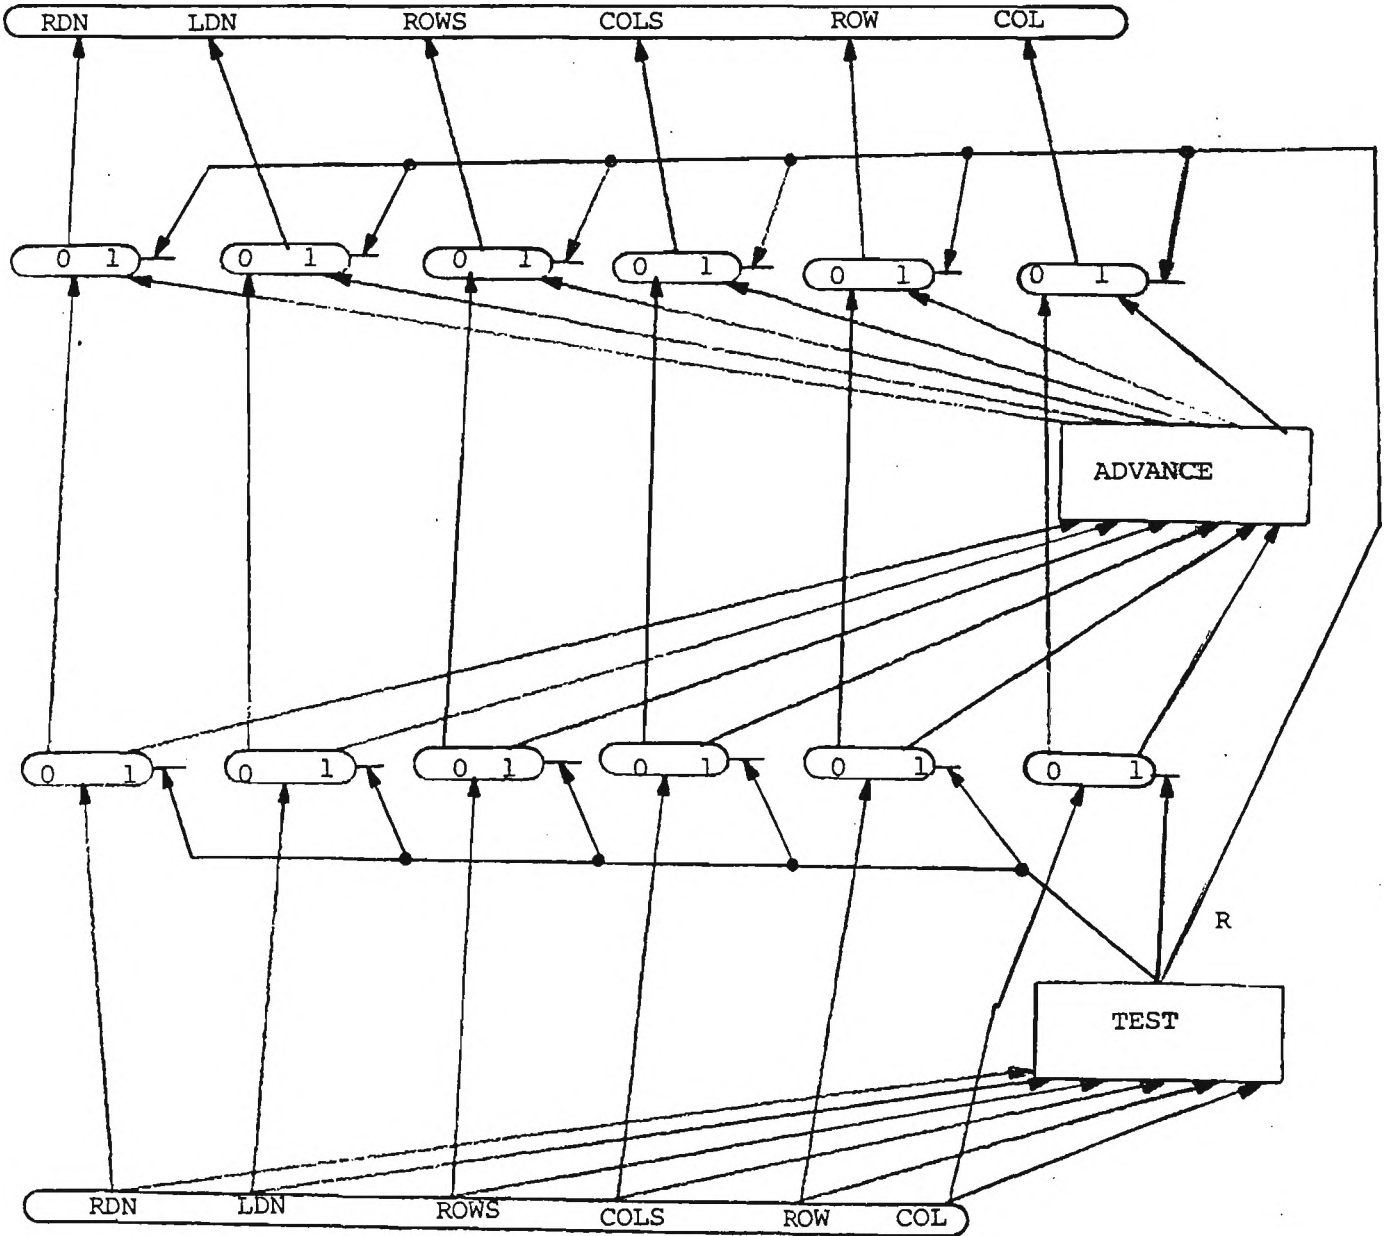 RDN LDN ROWS COLS ROW COL
0 1 0 1 0 1 0 1 0 1 0 1
ADVANCE
0 1 0 1 0 1 0 1 0 1 0 1
R
TEST
RDN LDN ROWS COLS ROW COL